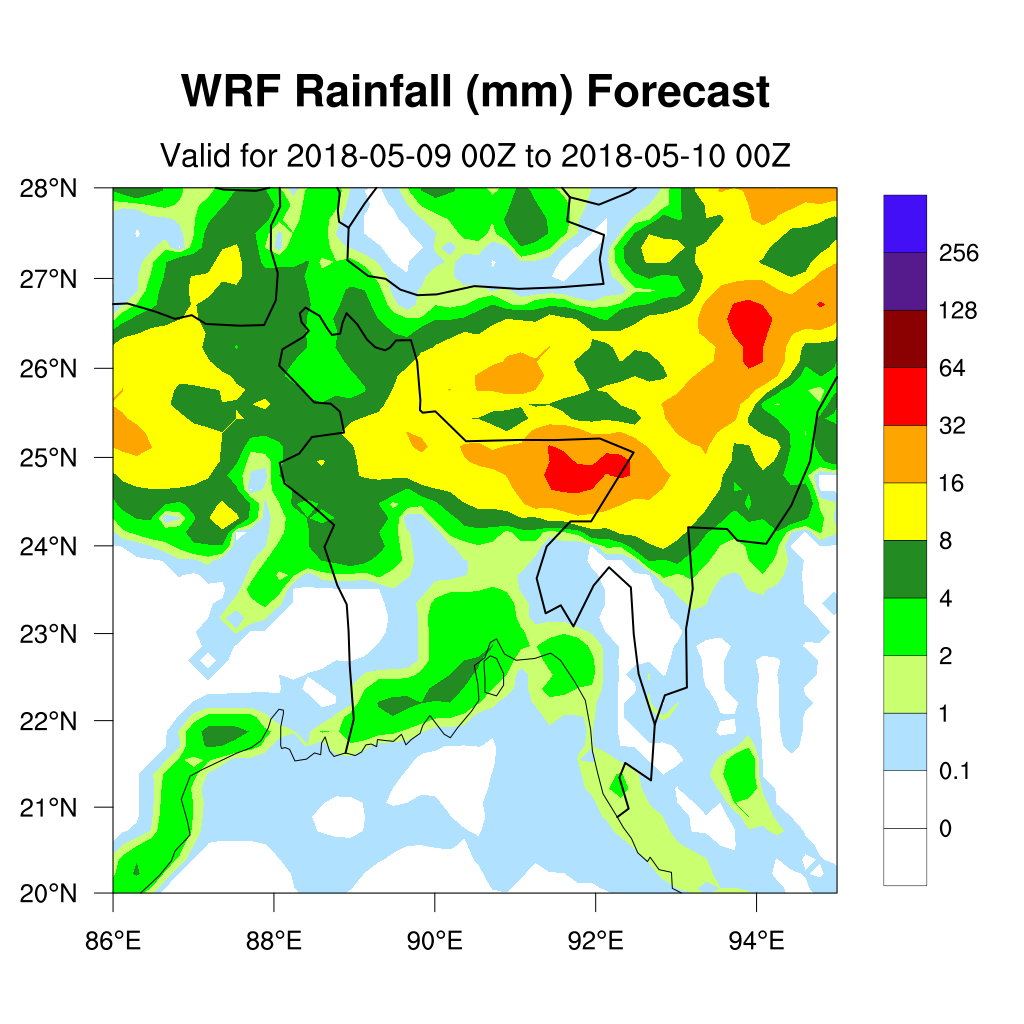 WRF Rainfall (mm) Forecast
Valid for 2018-05-09 00Z to 2018-05-10 00Z
28°N
27°N
26°N
25°N
24°N
23°N
22°N
21°N
20°N
86°E
88°E
90°E
92°E
94°E
256
128
64
32
16
8
4
2
1
0.1
0